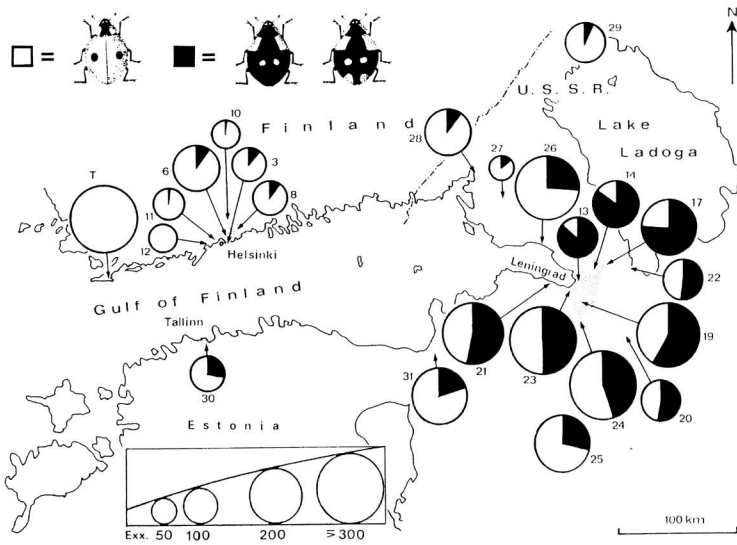 =
=
N
29
U. S. S. R.
10
Finland
28
Lake
Ladoga
T
6
3
27
26
14
17
11
8
13
12
Helsinki
Leningrad
22
Gulf of Finland
Tallinn
19
21
23
30
31
24
20
Estonia
25
Exx. 50 100 200 ⩾300
100 km